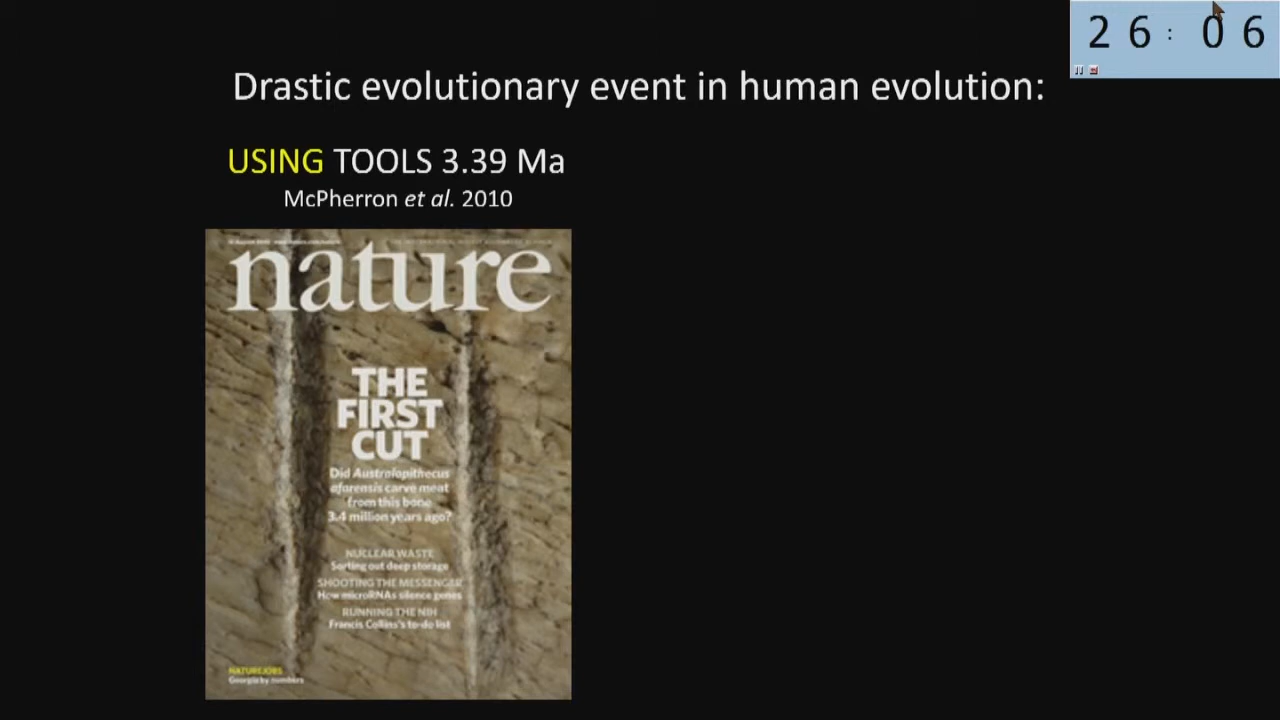 26:06
Drastic evolutionary event in human evolution:
USING TOOLS 3.39 Ma
McPherron et al. 2010
nature
THE
FIRST
CUT
Did Australopithecus
afarensis carve meat
from this bone
3.4 million years ago?
NUCLEAR WASTE
Sorting out deep storage
SHOOTING THE MESSENGER
How microRNAs silence genes
RUNNING THE NIH
Francis Collins's to-do list
NATUREJOBS
Georgia by numbers